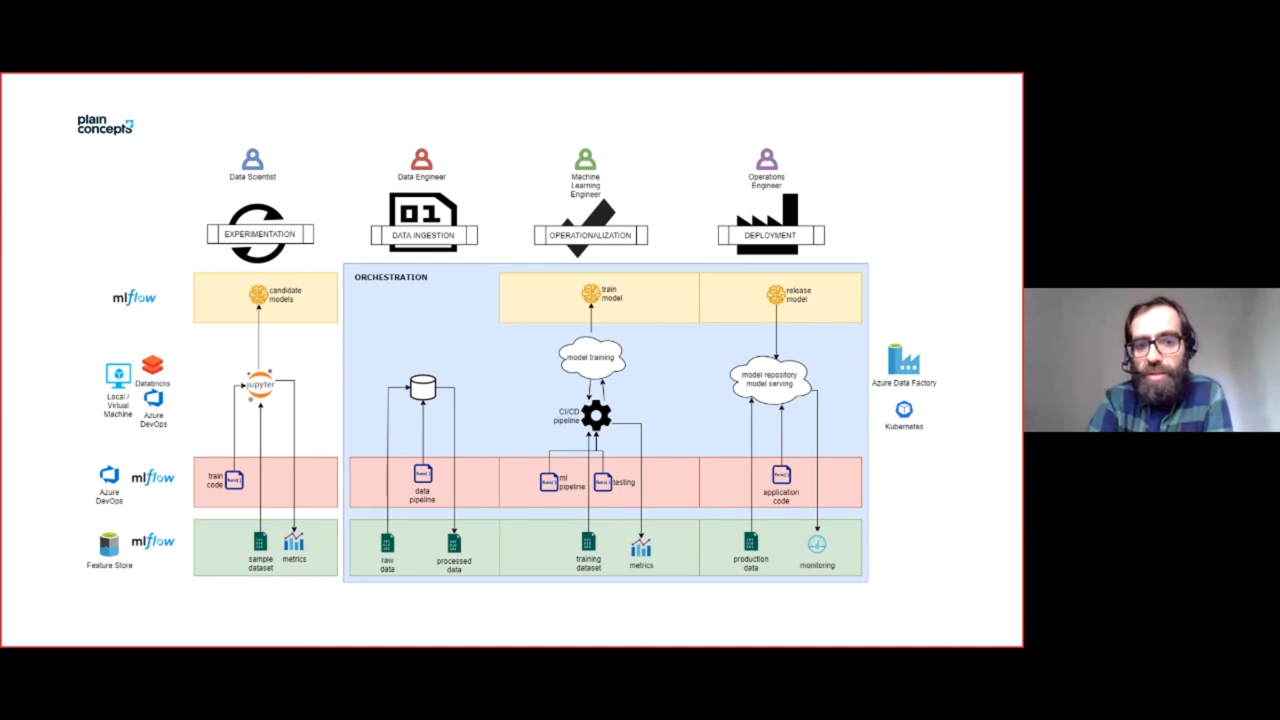 plain
concepts
Data Scientist
Data Engineer
Machine
Learning
Engineer
Operations
Engineer
EXPERIMENTATION
01
DATA INGESTION
OPERATIONALIZATION
DEPLOYMENT
ORCHESTRATION
mlflow
candidate
models
train
model
release
model
Databricks
Local /
Virtual
Machine
Azure
DevOps
jupyter
model training
CI/CD
pipeline
model repository
model serving
Azure Data Factory
Kubernetes
Azure
DevOps
mlflow
train
code
data
pipeline
ml
pipeline
testing
application
code
Feature Store
mlflow
sample
dataset
metrics
raw
data
processed
data
training
dataset
metrics
production
data
monitoring